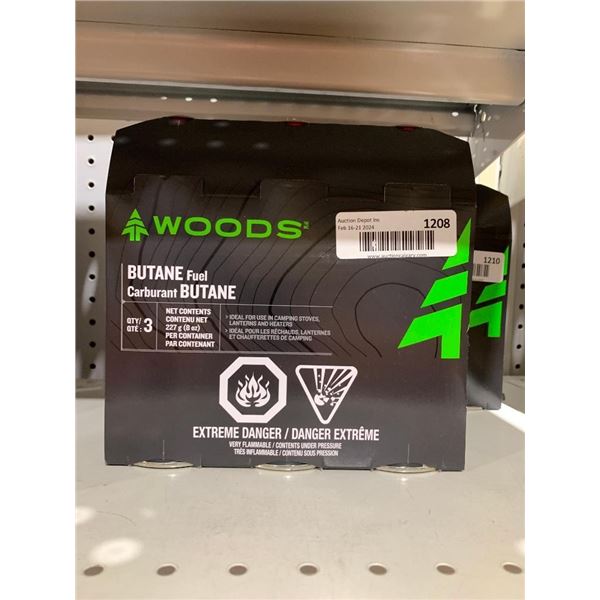 WOODS
Auction Depot Inc
Feb 16-21 2024
1208
www.auctioncalgary.com
1210
BUTANE Fuel
Carburant BUTANE
QTY/ QTÉ: 3
NET CONTENTS
CONTENU NET
227 g (8 oz)
PER CONTAINER
PAR CONTENANT
› IDEAL FOR USE IN CAMPING STOVES,
LANTERNS AND HEATERS
› IDÉAL POUR LES RÉCHAUDS, LANTERNES
ET CHAUFFERETTES DE CAMPING
EXTREME DANGER / DANGER EXTRÊME
VERY FLAMMABLE / CONTENTS UNDER PRESSURE
TRÈS INFLAMMABLE / CONTENU SOUS PRESSION